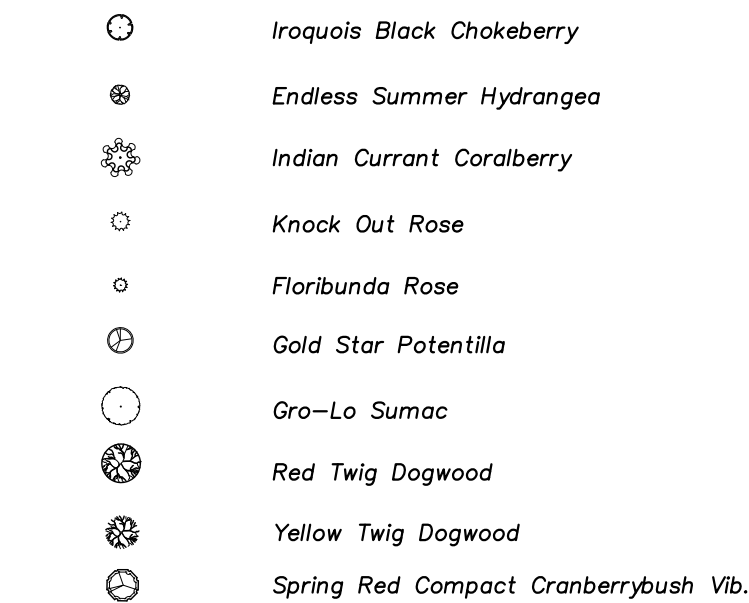 Iroquois Black Chokeberry
Endless Summer Hydrangea
Indian Currant Coralberry
Knock Out Rose
Floribunda Rose
Gold Star Potentilla
Gro-Lo Sumac
Red Twig Dogwood
Yellow Twig Dogwood
Spring Red Compact Cranberrybush Vib.